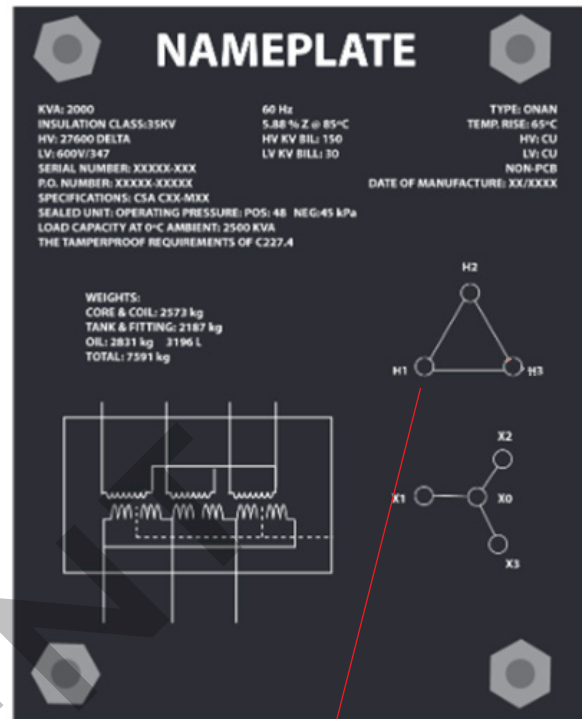 NAMEPLATE
KVA: 2000 60 Hz TYPE: ONAN
INSULATION CLASS:35KV 5.88 % Z @ 85ºC TEMP. RISE: 65ºC
HV: 27600 DELTA HV KV BIL: 150 HV: CU
LV: 600V/347 LV KV BILL: 30 LV: CU
SERIAL NUMBER: XXXXX-XXX NON-PCB
P.O. NUMBER: XXXXX-XXXXX DATE OF MANUFACTURE: XX/XXXX
SPECIFICATIONS: CSA CXX-MXX
SEALED UNIT: OPERATING PRESSURE: POS: 48 NEG:45 kPa
LOAD CAPACITY AT 0ºC AMBIENT: 2500 KVA
THE TAMPERPROOF REQUIREMENTS OF C227.4
WEIGHTS:
CORE & COIL: 2573 kg
TANK & FITTING: 2187 kg
OIL: 2831 kg 3196 L
TOTAL: 7591 kg
H2
H1 H3
X2
X1 X0
X3